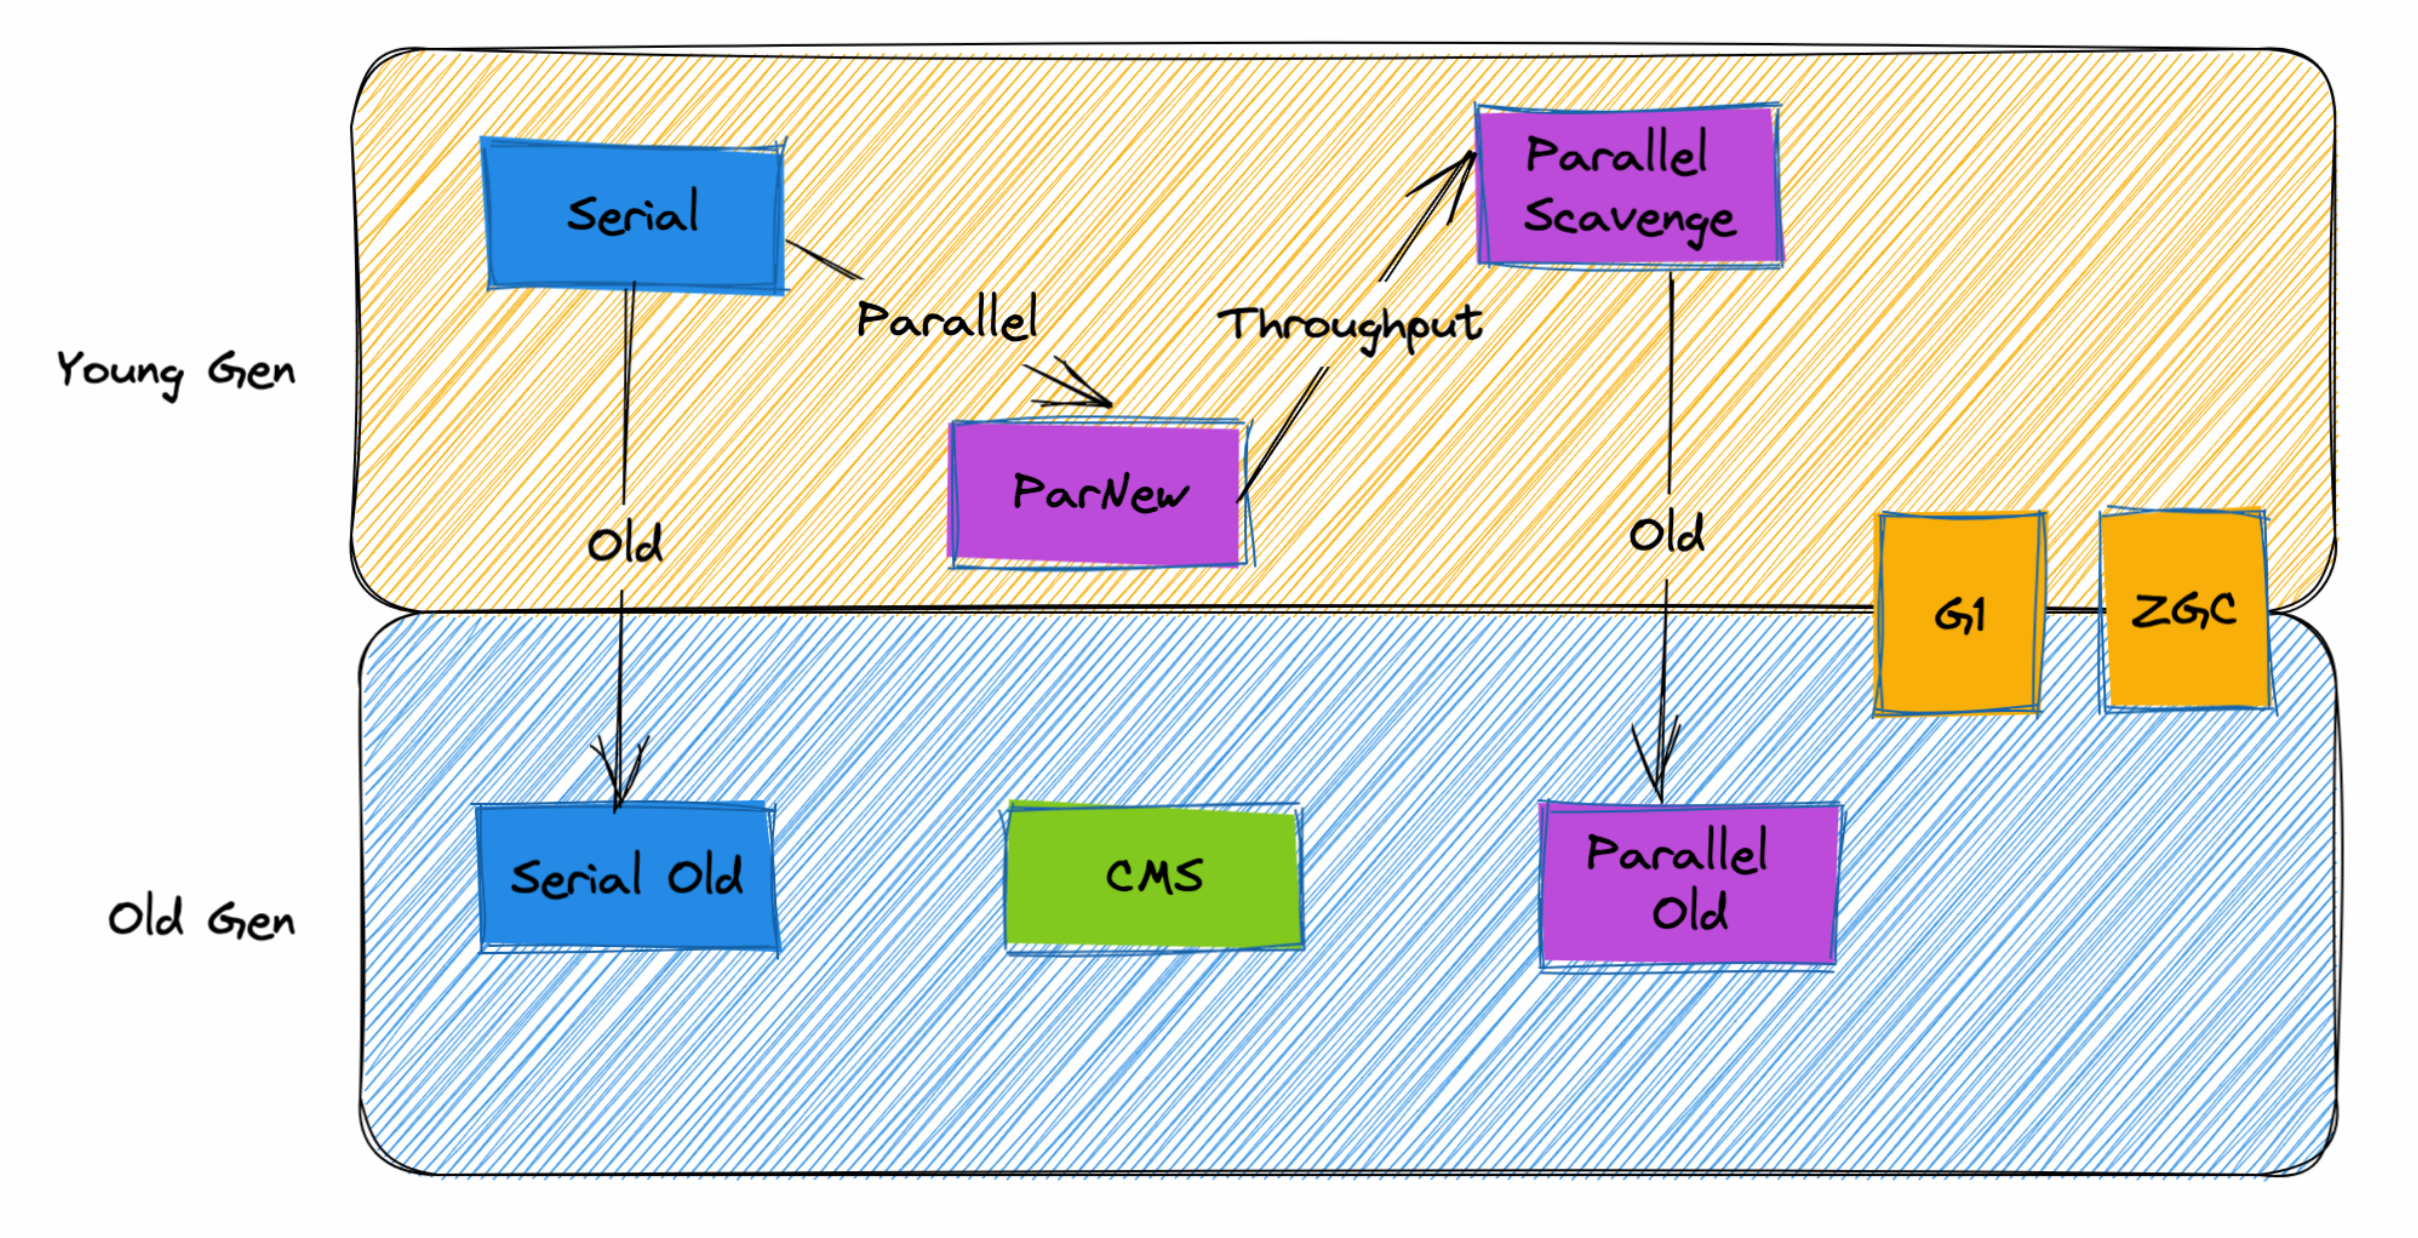 Young Gen
Serial
Parallel
Throughput
Parallel
Scavenge
ParNew
Old
Old
G1
ZGC
Old Gen
Serial Old
CMS
Parallel
Old